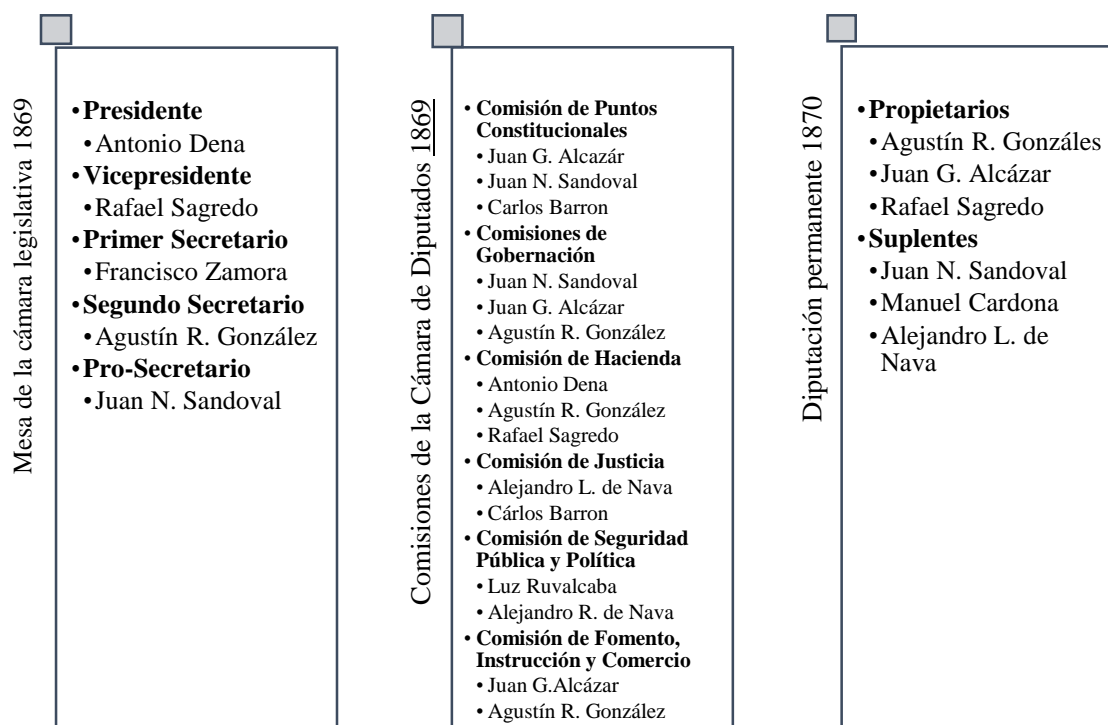 Mesa de la cámara legislativa 1869
•Presidente
•Antonio Dena
•Vicepresidente
•Rafael Sagredo
•Primer Secretario
•Francisco Zamora
•Segundo Secretario
•Agustín R. González
•Pro-Secretario
•Juan N. Sandoval
Comisiones de la Cámara de Diputados 1869
• Comisión de Puntos
Constitucionales
• Juan G. Alcazár
• Juan N. Sandoval
• Carlos Barron
• Comisiones de
Gobernación
• Juan N. Sandoval
• Juan G. Alcázar
• Agustín R. González
• Comisión de Hacienda
• Antonio Dena
• Agustín R. González
• Rafael Sagredo
• Comisión de Justicia
• Alejandro L. de Nava
• Cárlos Barron
• Comisión de Seguridad
Pública y Política
• Luz Ruvalcaba
• Alejandro R. de Nava
• Comisión de Fomento,
Instrucción y Comercio
• Juan G.Alcázar
• Agustín R. González
Diputación permanente 1870
•Propietarios
•Agustín R. Gonzáles
•Juan G. Alcázar
•Rafael Sagredo
•Suplentes
•Juan N. Sandoval
•Manuel Cardona
•Alejandro L. de
Nava